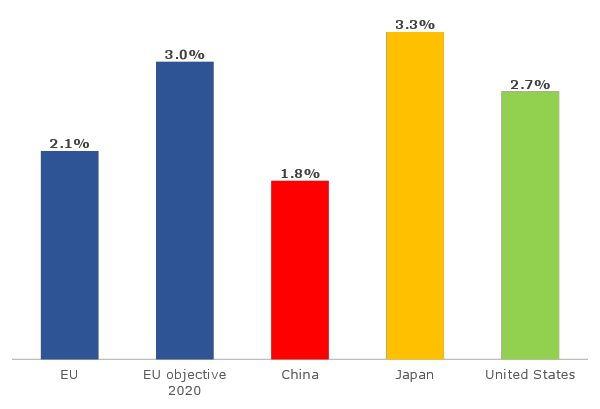 3.3%
3.0%
2.7%
2.1%
1.8%
EU
EU objective
2020
China
Japan
United States